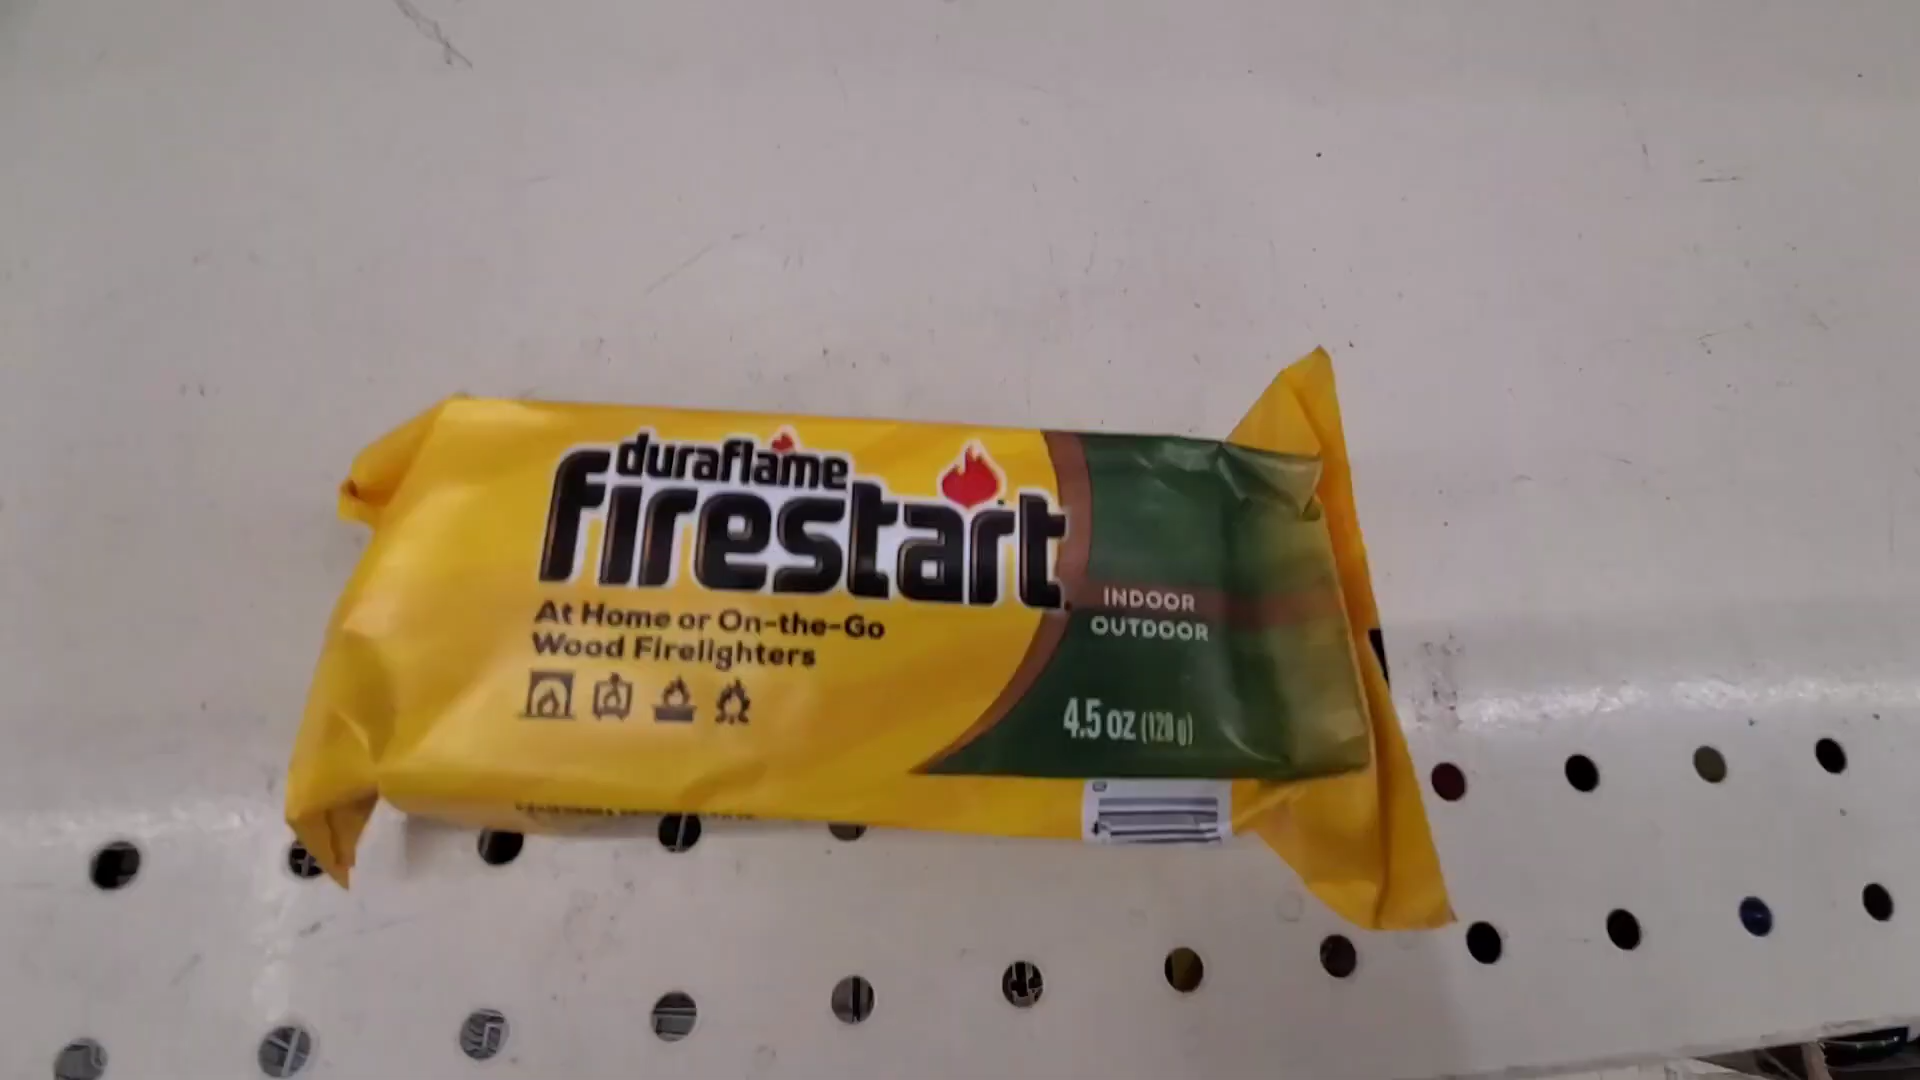 duraflame
firestart
At Home or On-the-Go
Wood Firelighters
INDOOR
OUTDOOR
4.5 oz (128 g)